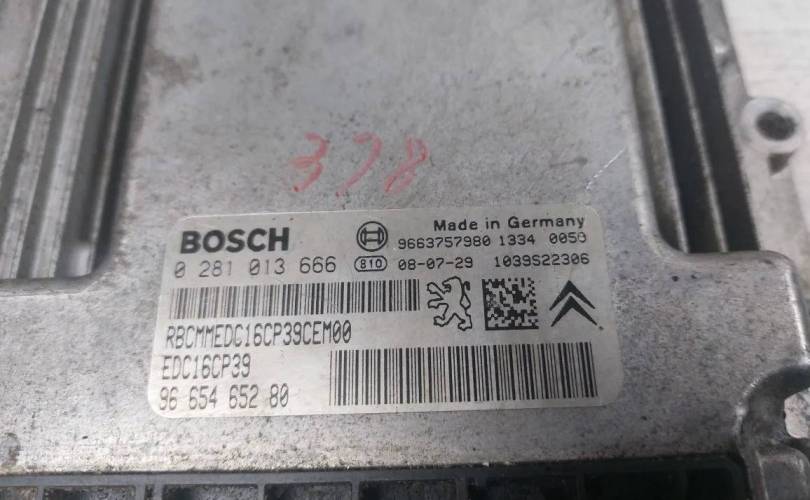 378
BOSCH
Made in Germany
9663757980 1334 0050
0 281 013 666
810 08-07-29 1039S22306
RBCMMEDC16CP39CEM00
EDC16CP39
96 654 652 80